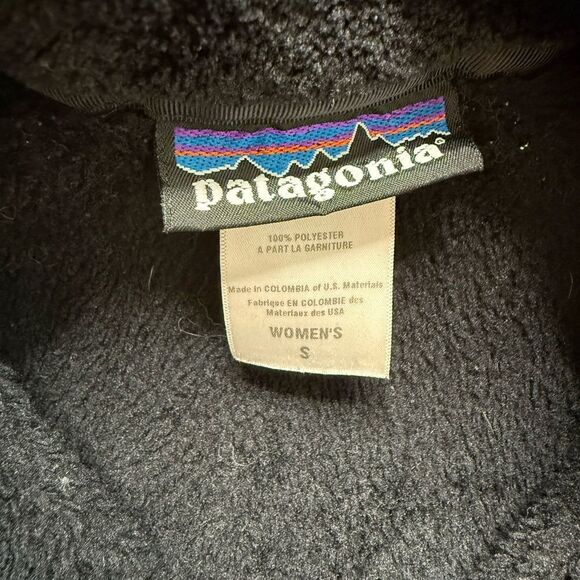 patagonia®
100% POLYESTER
A PART LA GARNITURE
Made in COLOMBIA of U.S. Materials
Fabrique EN COLOMBIE des
Materiaux des USA
WOMEN'S
S